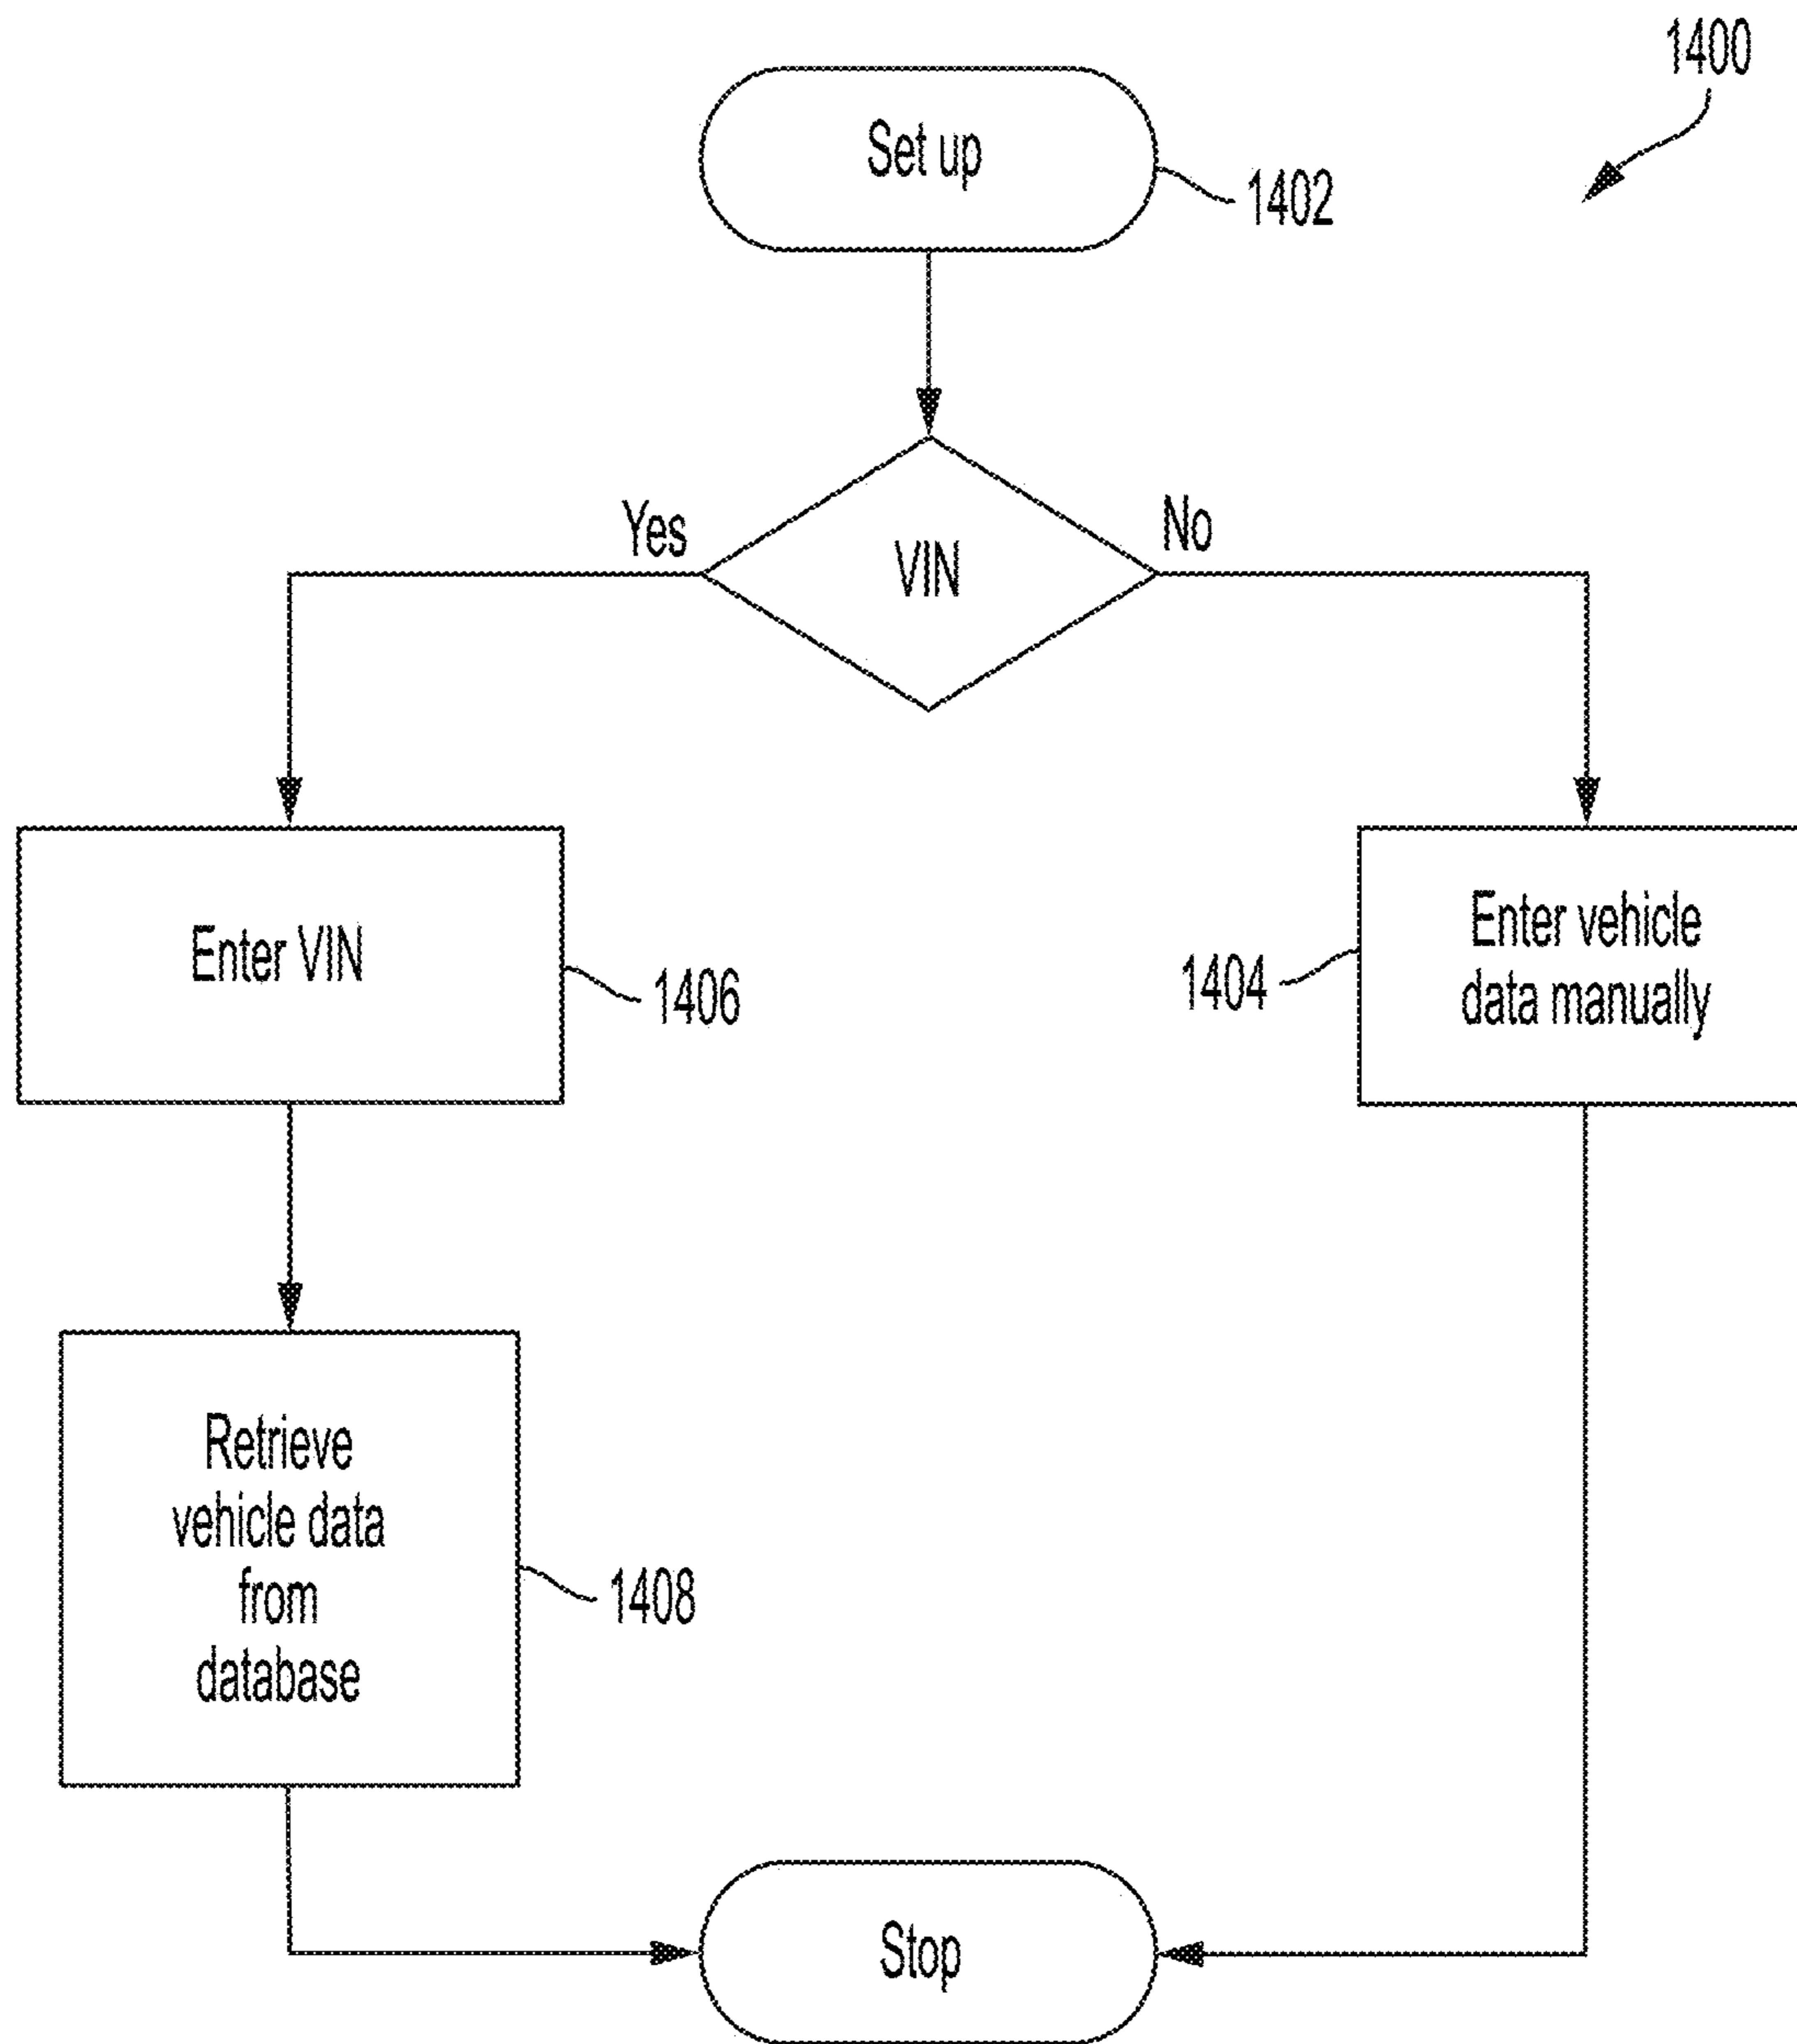 1400
Set up
1402
Yes
VIN
No
Enter VIN
1406
1404
Enter vehicle
data manually
Retrieve
vehicle data
from
database
1408
Stop